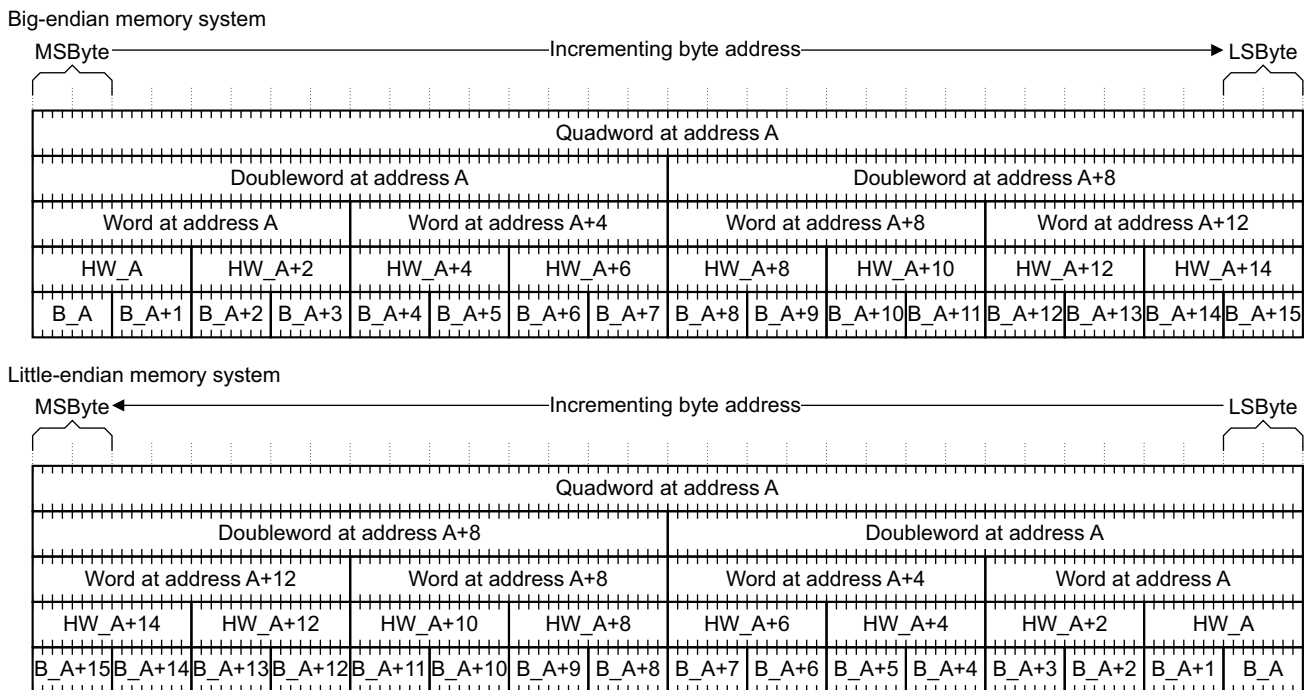 Big-endian memory system
MSByte Incrementing byte address LSByte
Quadword at address A
Doubleword at address A Doubleword at address A+8
Word at address A Word at address A+4 Word at address A+8 Word at address A+12
HW_A HW_A+2 HW_A+4 HW_A+6 HW_A+8 HW_A+10 HW_A+12 HW_A+14
B_A B_A+1 B_A+2 B_A+3 B_A+4 B_A+5 B_A+6 B_A+7 B_A+8 B_A+9 B_A+10 B_A+11 B_A+12 B_A+13 B_A+14 B_A+15
Little-endian memory system
MSByte Incrementing byte address LSByte
Quadword at address A
Doubleword at address A+8 Doubleword at address A
Word at address A+12 Word at address A+8 Word at address A+4 Word at address A
HW_A+14 HW_A+12 HW_A+10 HW_A+8 HW_A+6 HW_A+4 HW_A+2 HW_A
B_A+15 B_A+14 B_A+13 B_A+12 B_A+11 B_A+10 B_A+9 B_A+8 B_A+7 B_A+6 B_A+5 B_A+4 B_A+3 B_A+2 B_A+1 B_A